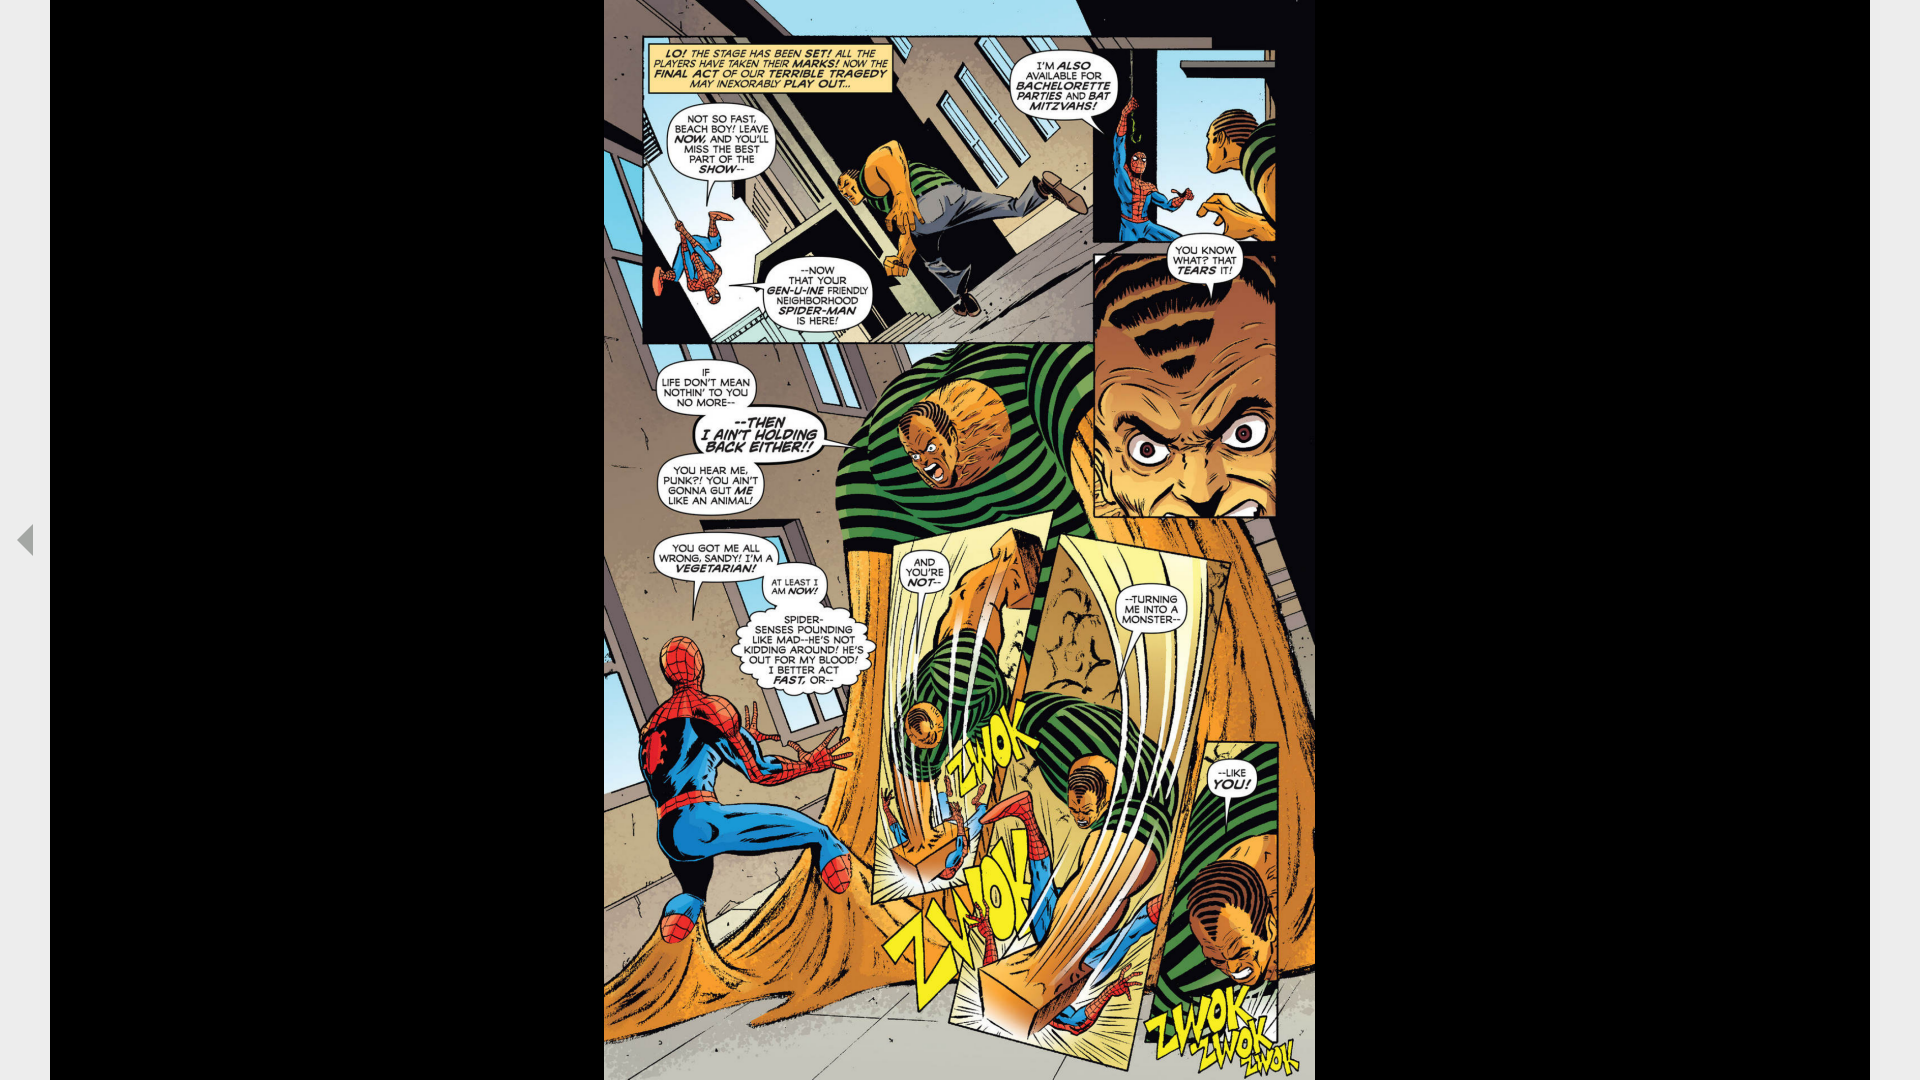 LO! THE STAGE HAS BEEN SET! ALL THE
PLAYERS HAVE TAKEN THEIR MARKS! NOW THE
FINAL ACT OF OUR TERRIBLE TRAGEDY
MAY INEXORABLY PLAY OUT...
NOT SO FAST,
BEACH BOY! LEAVE
NOW, AND YOU'LL
MISS THE BEST
PART OF THE
SHOW--
--NOW
THAT YOUR
GEN-U-INE FRIENDLY
NEIGHBORHOOD
SPIDER-MAN
IS HERE!
I'M ALSO
AVAILABLE FOR
BACHELORETTE
PARTIES AND BAT
MITZVAHS!
YOU KNOW
WHAT? THAT
TEARS IT!
IF
LIFE DON'T MEAN
NOTHIN' TO YOU
NO MORE--
--THEN
I AIN'T HOLDING
BACK EITHER!!
YOU HEAR ME,
PUNK?! YOU AIN'T
GONNA GUT ME
LIKE AN ANIMAL!
YOU GOT ME ALL
WRONG, SANDY! I'M A
VEGETARIAN!
AT LEAST I
AM NOW!
SPIDER-
SENSES POUNDING
LIKE MAD--HE'S NOT
KIDDING AROUND! HE'S
OUT FOR MY BLOOD!
I BETTER ACT
FAST, OR--
AND
YOU'RE
NOT--
ZWOK
--TURNING
ME INTO A
MONSTER--
ZWOK
--LIKE
YOU!
ZWOK
ZWOK
ZWOK